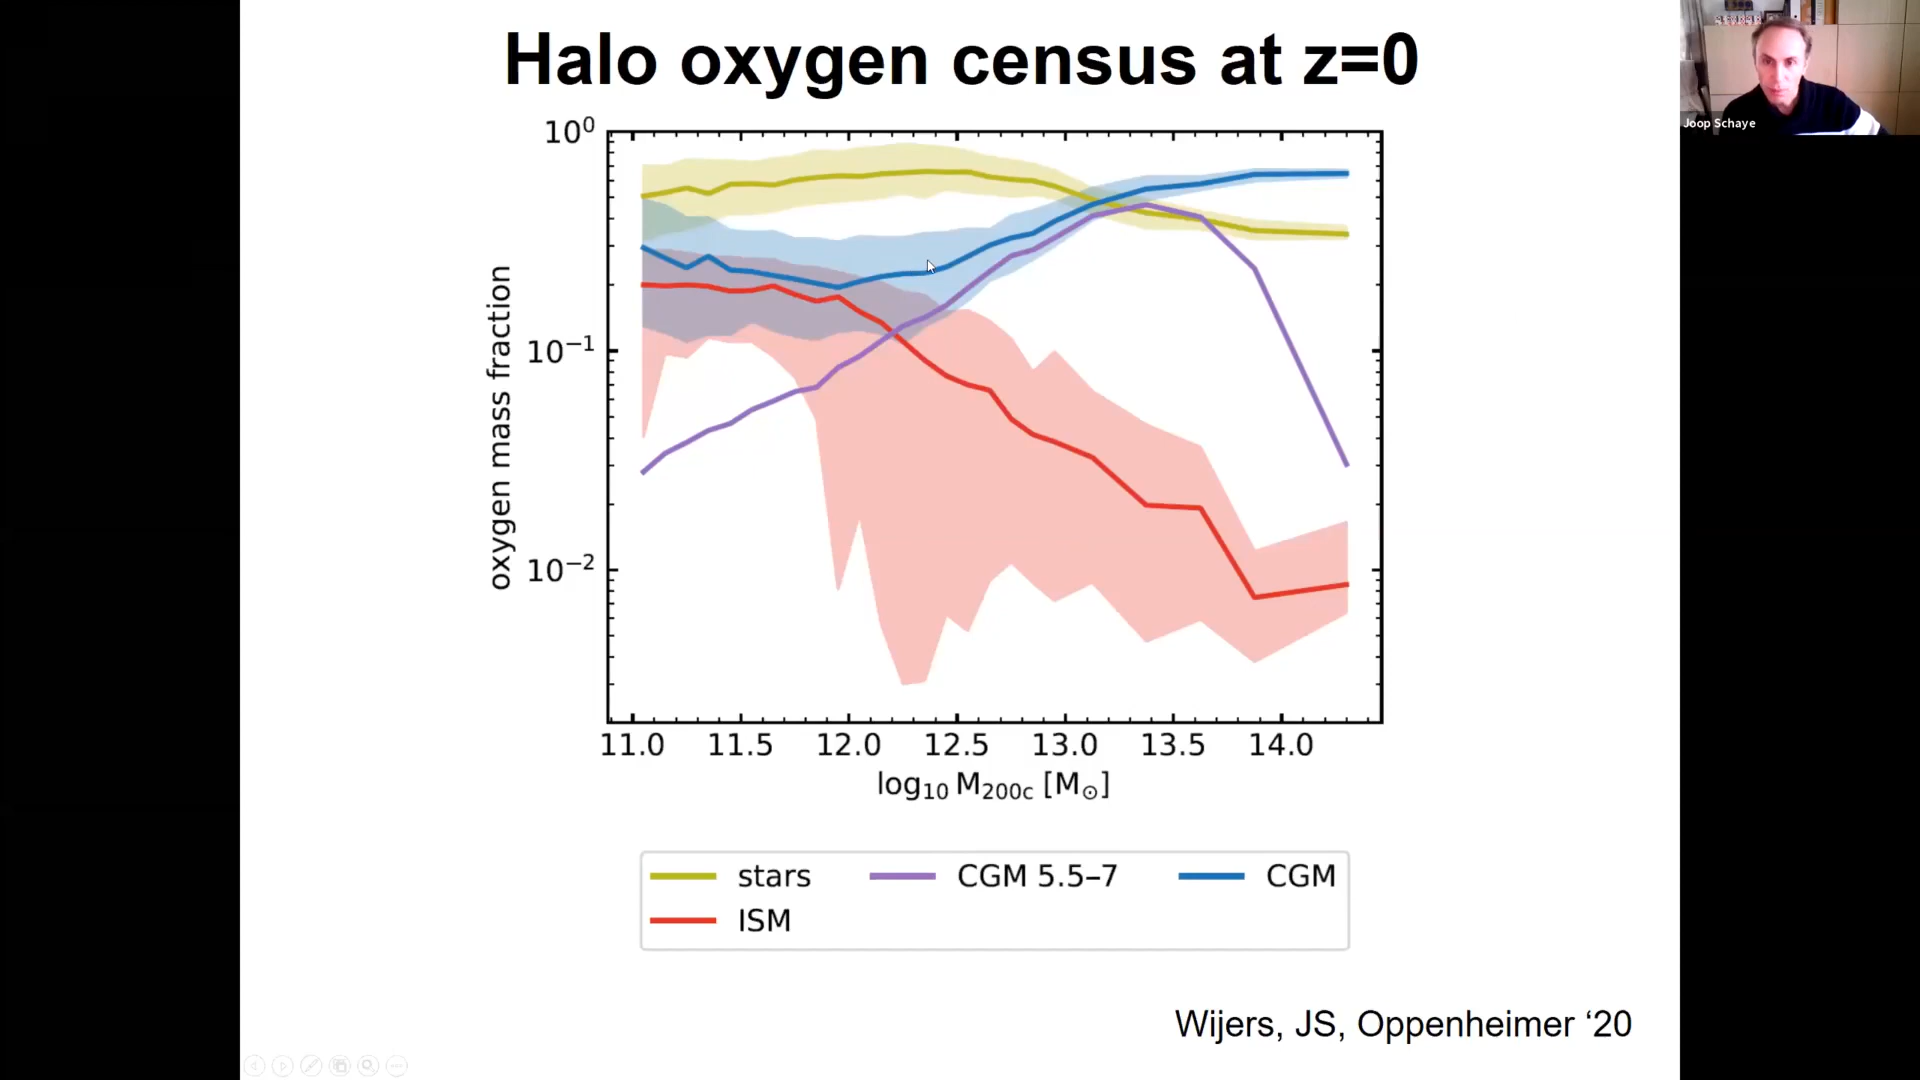 Halo oxygen census at z=0
Joop Schaye
10⁰
10⁻¹
10⁻²
oxygen mass fraction
11.0 11.5 12.0 12.5 13.0 13.5 14.0
log₁₀ M₂₀₀c [M⊙]
stars CGM 5.5–7 CGM
ISM
Wijers, JS, Oppenheimer ‘20